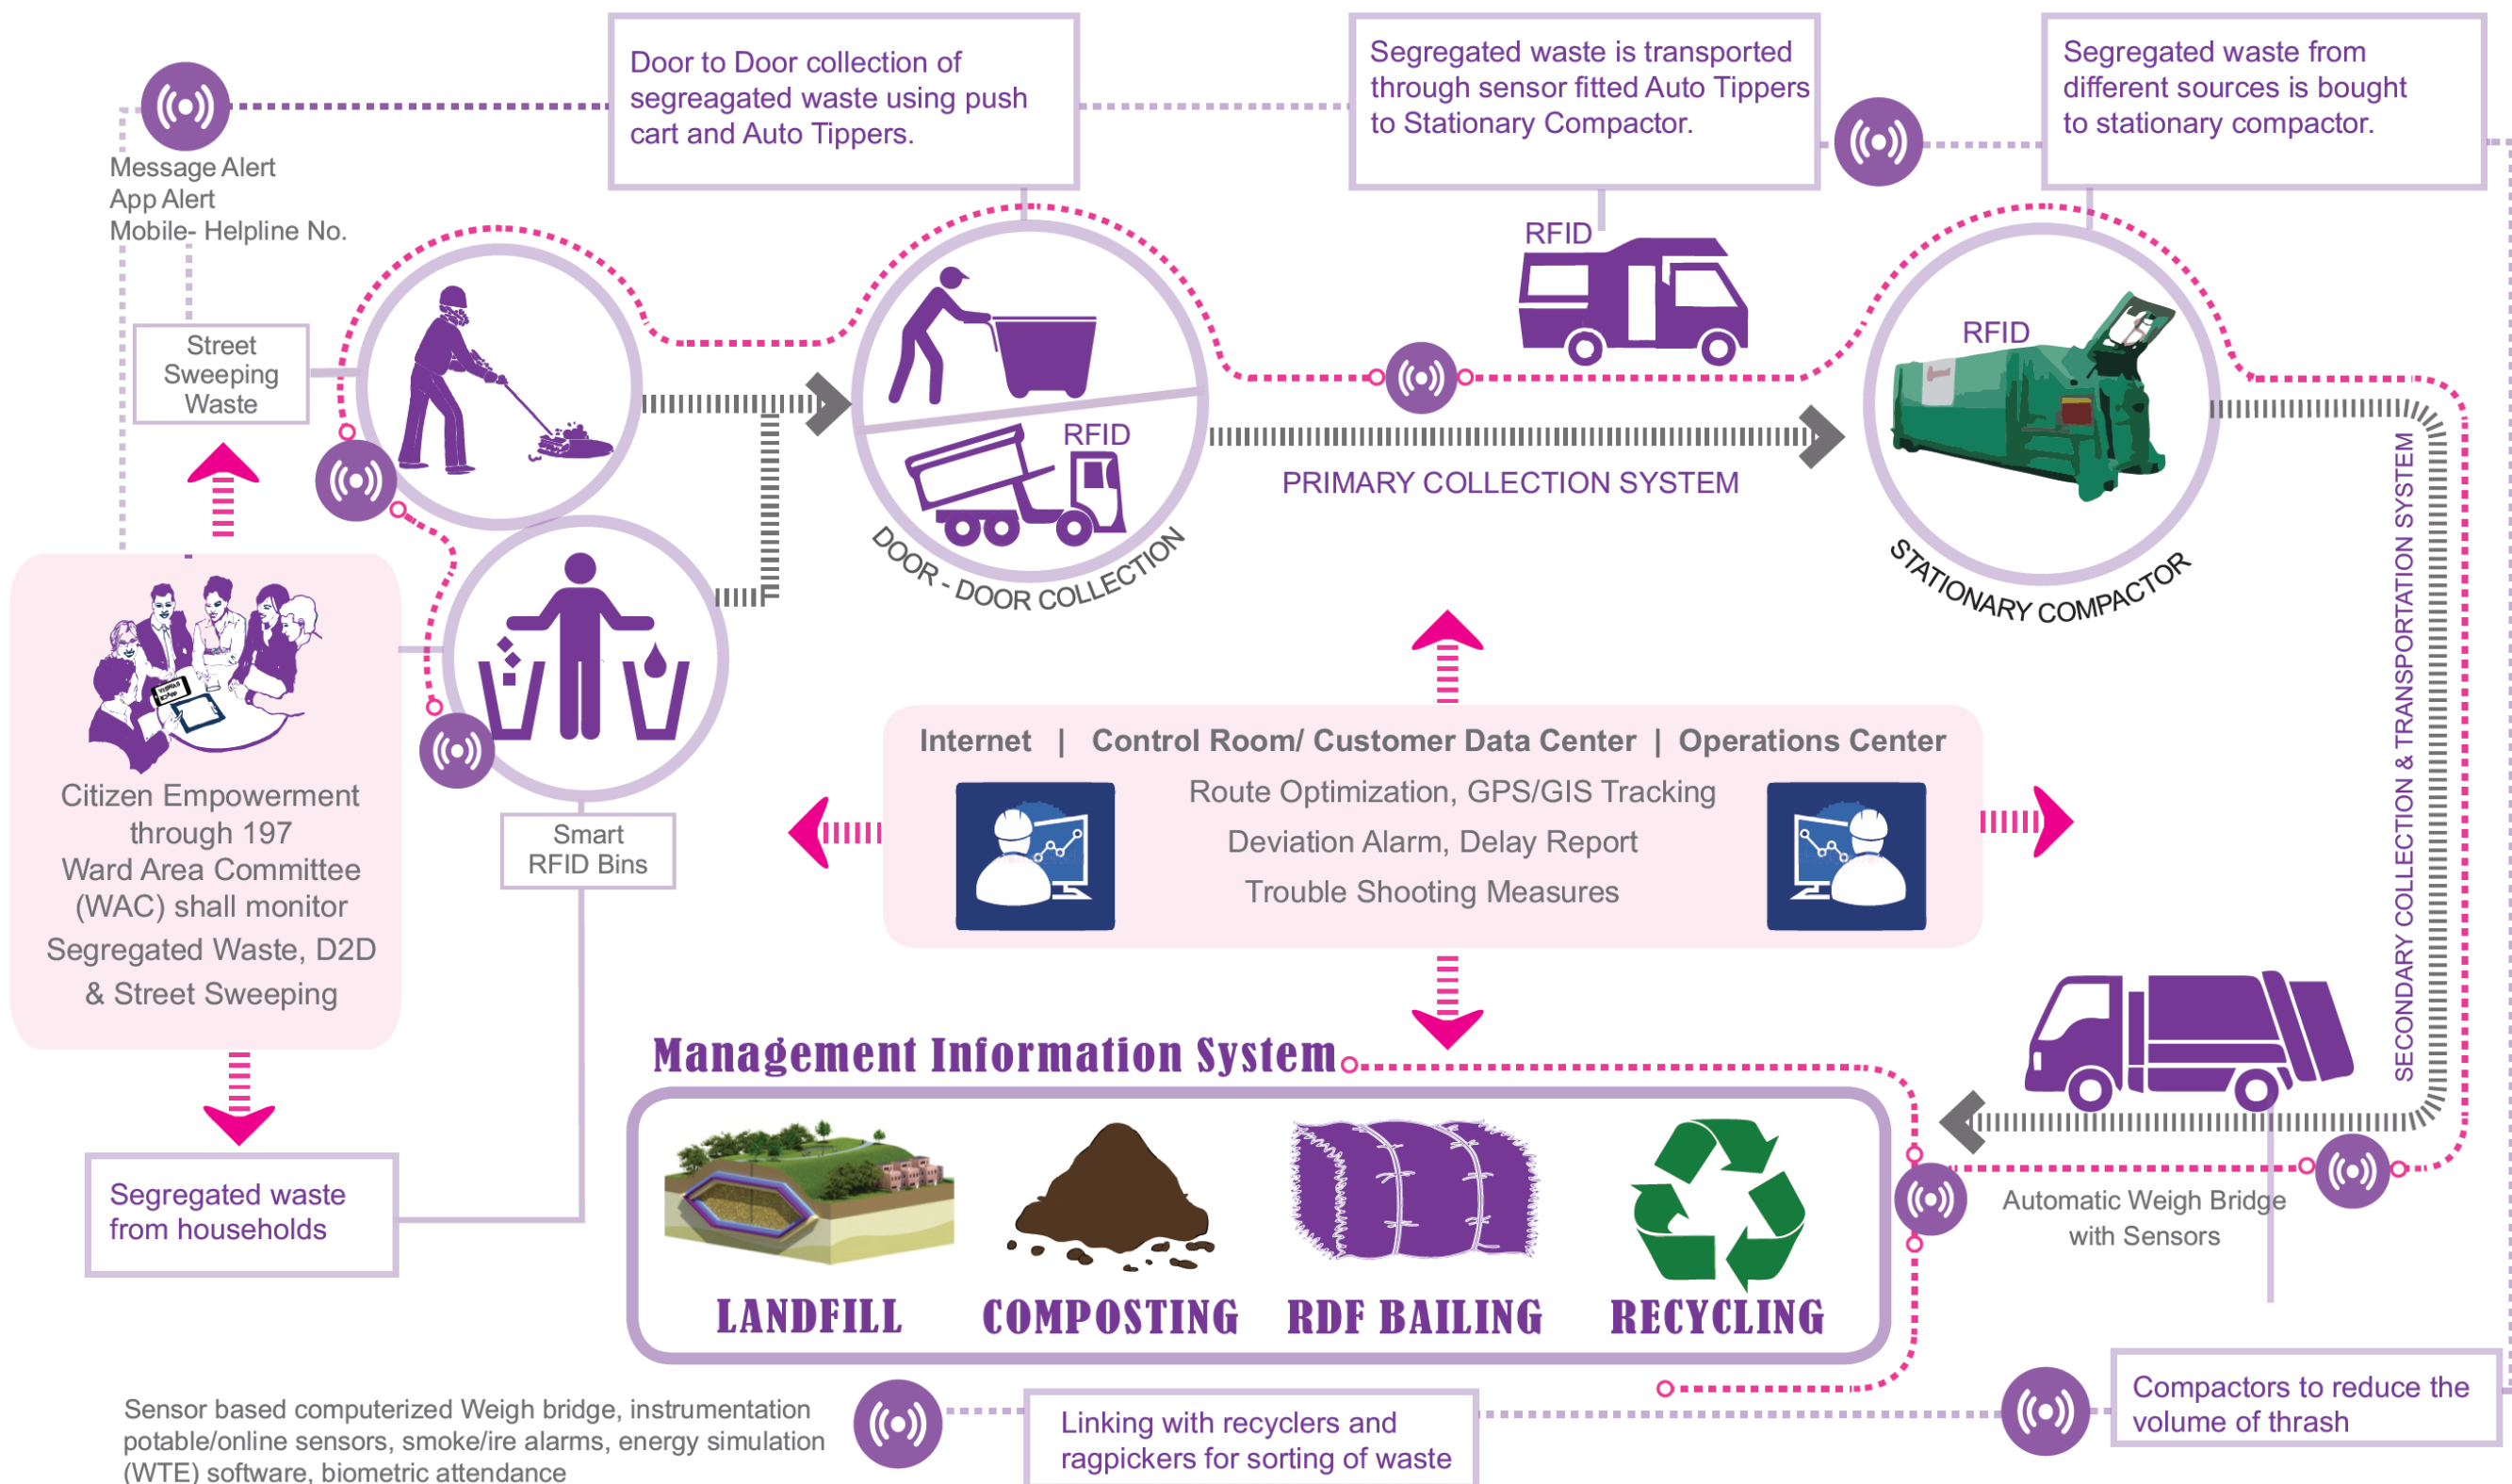 Door to Door collection of
segreagated waste using push
cart and Auto Tippers.
Segregated waste is transported
through sensor fitted Auto Tippers
to Stationary Compactor.
Segregated waste from
different sources is bought
to stationary compactor.
Message Alert
App Alert
Mobile- Helpline No.
RFID
RFID
Street
Sweeping
Waste
RFID
PRIMARY COLLECTION SYSTEM
DOOR - DOOR COLLECTION
STATIONARY COMPACTOR
SECONDARY COLLECTION & TRANSPORTATION SYSTEM
Citizen Empowerment
through 197
Ward Area Committee
(WAC) shall monitor
Segregated Waste, D2D
& Street Sweeping
Smart
RFID Bins
Internet | Control Room/ Customer Data Center | Operations Center
Route Optimization, GPS/GIS Tracking
Deviation Alarm, Delay Report
Trouble Shooting Measures
Management Information System
Segregated waste
from households
Automatic Weigh Bridge
with Sensors
LANDFILL
COMPOSTING
RDF BAILING
RECYCLING
Sensor based computerized Weigh bridge, instrumentation
potable/online sensors, smoke/ire alarms, energy simulation
(WTE) software, biometric attendance
Linking with recyclers and
ragpickers for sorting of waste
Compactors to reduce the
volume of thrash